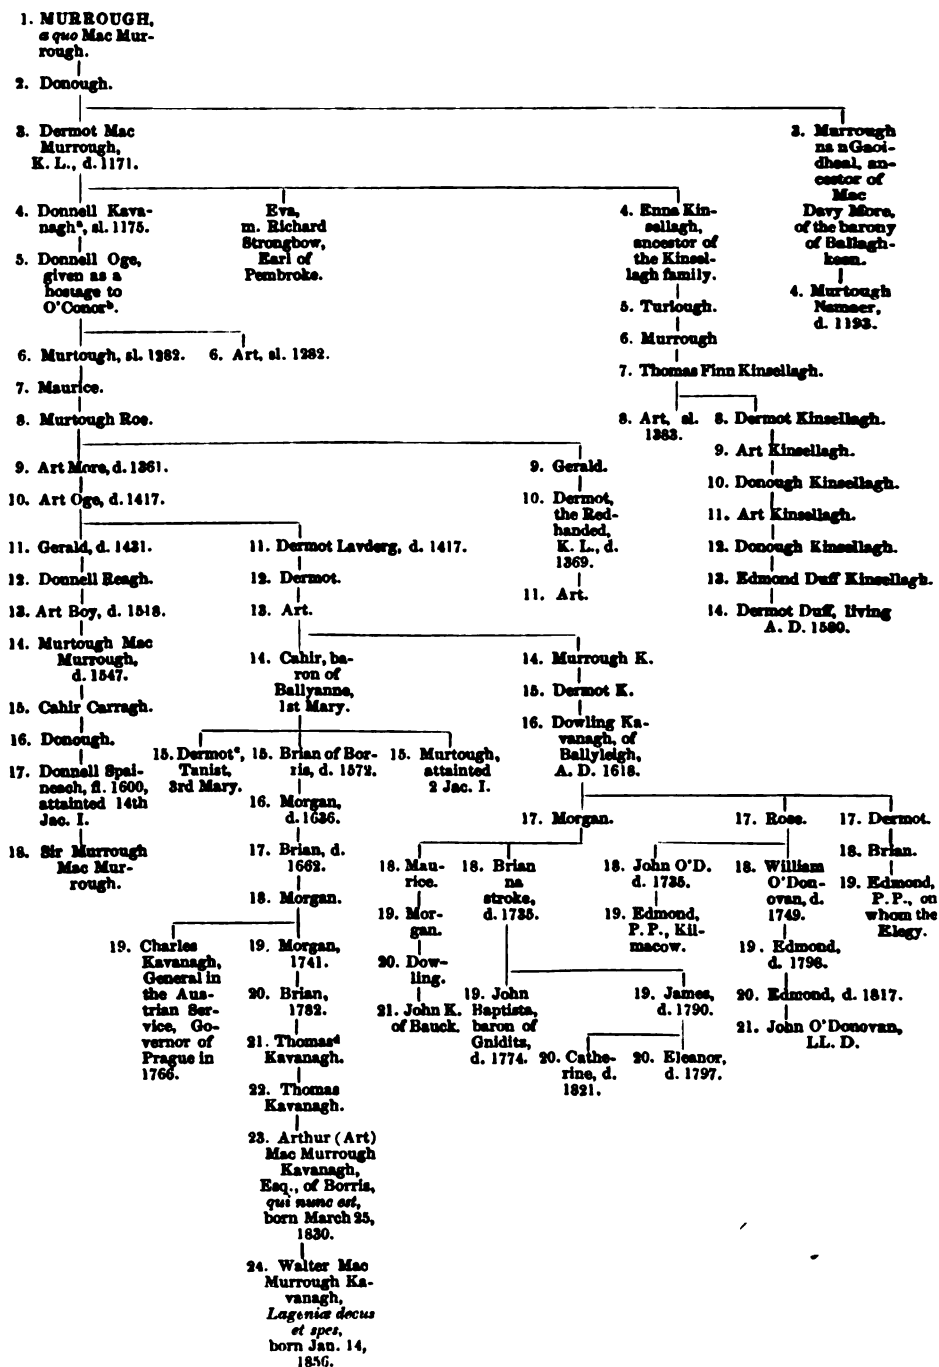 1. MURROUGH,
a quo Mac Mur-
rough.
2. Donough.
3. Dermot Mac
Murrough,
K. L., d. 1171.
3. Murrough
na nGaoi-
dheal, an-
cestor of
Mac
Davy More,
of the barony
of Ballagh-
keen.
4. Murtough
Nemaer,
d. 1193.
4. Donnell Kava-
nagha, sl. 1175.
Eva,
m. Richard
Strongbow,
Earl of
Pembroke.
4. Enna Kin-
sellagh,
ancestor of
the Kinsel-
lagh family.
5. Donnell Oge,
given as a
hostage to
O'Conorb.
5. Turlough.
6. Murrough
7. Thomas Finn Kinsellagh.
6. Murtough, sl. 1282.
6. Art, sl. 1282.
7. Maurice.
8. Murtough Roe.
8. Art, sl.
1383.
8. Dermot Kinsellagh.
9. Art Kinsellagh.
10. Donough Kinsellagh.
11. Art Kinsellagh.
12. Donough Kinsellagh.
13. Edmond Duff Kinsellagh.
14. Dermot Duff, living
A. D. 1580.
9. Art More, d. 1361.
9. Gerald.
10. Art Oge, d. 1417.
10. Dermot,
the Red-
handed,
K. L., d.
1369.
11. Art.
11. Gerald, d. 1431.
11. Dermot Lavderg, d. 1417.
12. Donnell Reagh.
12. Dermot.
13. Art Boy, d. 1518.
13. Art.
14. Murtough Mac
Murrough,
d. 1547.
14. Cahir, ba-
ron of
Ballyanne,
1st Mary.
14. Murrough K.
15. Dermot K.
16. Dowling Ka-
vanagh, of
Ballyleigh,
A. D. 1618.
15. Cahir Carragh.
16. Donough.
17. Donnell Spai-
neach, fl. 1600,
attainted 14th
Jac. I.
18. Sir Murrough
Mac Mur-
rough.
15. Dermotc,
Tanist,
3rd Mary.
15. Brian of Bor-
ris, d. 1572.
15. Murtough,
attainted
2 Jac. I.
16. Morgan,
d. 1636.
17. Brian, d.
1662.
18. Morgan.
17. Morgan.
17. Rose.
17. Dermot.
18. Mau-
rice.
18. Brian
na
stroke,
d. 1735.
18. John O'D.
d. 1735.
18. William
O'Don-
ovan, d.
1749.
18. Brian.
19. Edmond,
P. P., on
whom the
Elegy.
19. Mor-
gan.
19. Edmond,
P. P., Kil-
macow.
19. Edmond,
d. 1798.
20. Dow-
ling.
21. John K.
of Bauck.
19. John
Baptista,
baron of
Gnidits,
d. 1774.
19. James,
d. 1790.
20. Edmond, d. 1817.
21. John O'Donovan,
LL. D.
20. Cathe-
rine, d.
1821.
20. Eleanor,
d. 1797.
19. Charles
Kavanagh,
General in
the Aus-
trian Ser-
vice, Go-
vernor of
Prague in
1766.
19. Morgan,
1741.
20. Brian,
1782.
21. Thomasd
Kavanagh.
22. Thomas
Kavanagh.
23. Arthur (Art)
Mac Murrough
Kavanagh,
Esq., of Borris,
qui nunc est,
born March 25,
1830.
24. Walter Mac
Murrough Ka-
vanagh,
Lageniæ decus
et spes,
born Jan. 14,
1856.